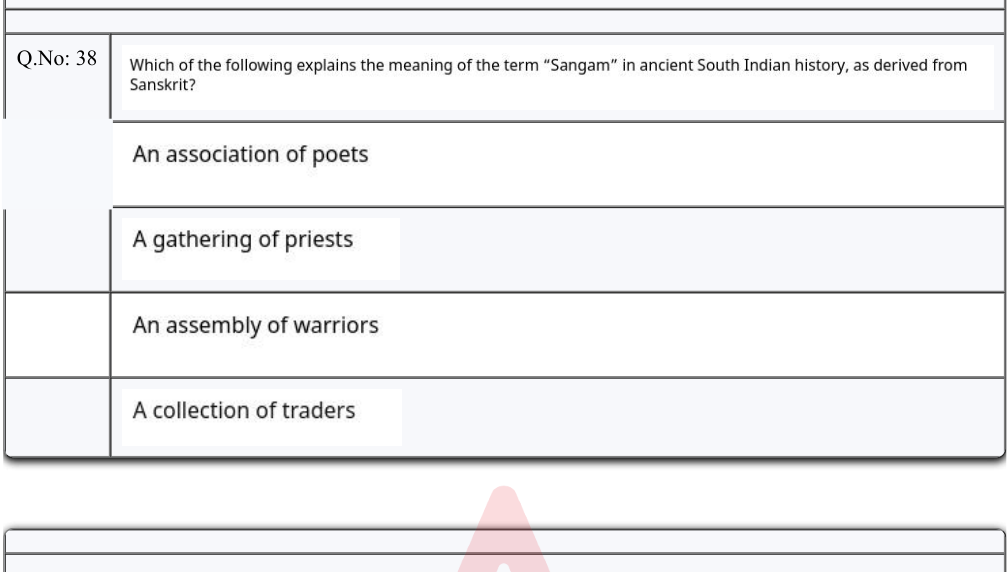 Q.No: 38
Which of the following explains the meaning of the term “Sangam” in ancient South Indian history, as derived from
Sanskrit?
An association of poets
A gathering of priests
An assembly of warriors
A collection of traders